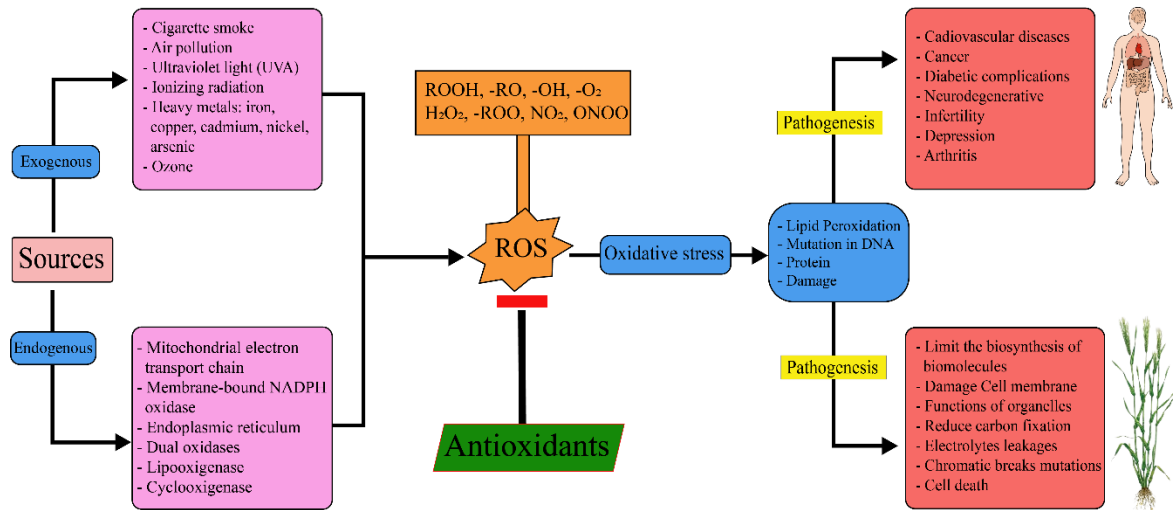 Sources
Exogenous
- Cigarette smoke
- Air pollution
- Ultraviolet light (UVA)
- Ionizing radiation
- Heavy metals: iron,
copper, cadmium, nickel,
arsenic
- Ozone
Endogenous
- Mitochondrial electron
transport chain
- Membrane-bound NADPH
oxidase
- Endoplasmic reticulum
- Dual oxidases
- Lipooxigenase
- Cyclooxigenase
ROOH, -RO, -OH, -O₂
H₂O₂, -ROO, NO₂, ONOO
ROS
Antioxidants
Oxidative stress
- Lipid Peroxidation
- Mutation in DNA
- Protein
- Damage
Pathogenesis
- Cadiovascular diseases
- Cancer
- Diabetic complications
- Neurodegenerative
- Infertility
- Depression
- Arthritis
Pathogenesis
- Limit the biosynthesis of
biomolecules
- Damage Cell membrane
- Functions of organelles
- Reduce carbon fixation
- Electrolytes leakages
- Chromatic breaks mutations
- Cell death